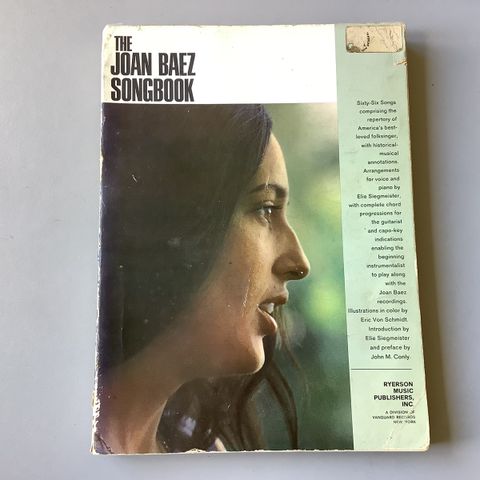 THE
JOAN BAEZ
SONGBOOK
Sixty-Six Songs
comprising the
repertory of
America's best-
loved folksinger,
with historical-
musical
annotations.
Arrangements
for voice and
piano by
Elie Siegmeister,
with complete chord
progressions for
the guitarist
and capo-key
indications
enabling the
beginning
instrumentalist
to play along
with the
Joan Baez
recordings.
Illustrations in color by
Eric Von Schmidt.
Introduction by
Elie Siegmeister
and preface by
John M. Conly.
RYERSON
MUSIC
PUBLISHERS,
INC.
A DIVISION OF
VANGUARD RECORDS
NEW YORK